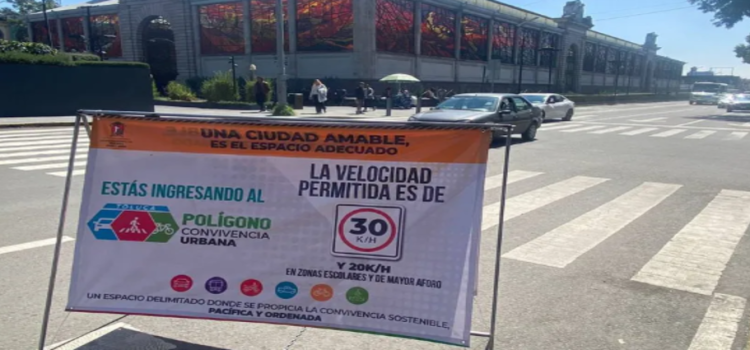 UNA CIUDAD AMABLE,
ES EL ESPACIO ADECUADO
ESTÁS INGRESANDO AL
TOLUCA
POLÍGONO
CONVIVENCIA
URBANA
LA VELOCIDAD
PERMITIDA ES DE
30
K/H
Y 20K/H
EN ZONAS ESCOLARES Y DE MAYOR AFORO
UN ESPACIO DELIMITADO DONDE SE PROPICIA LA CONVIVENCIA SOSTENIBLE,
PACÍFICA Y ORDENADA